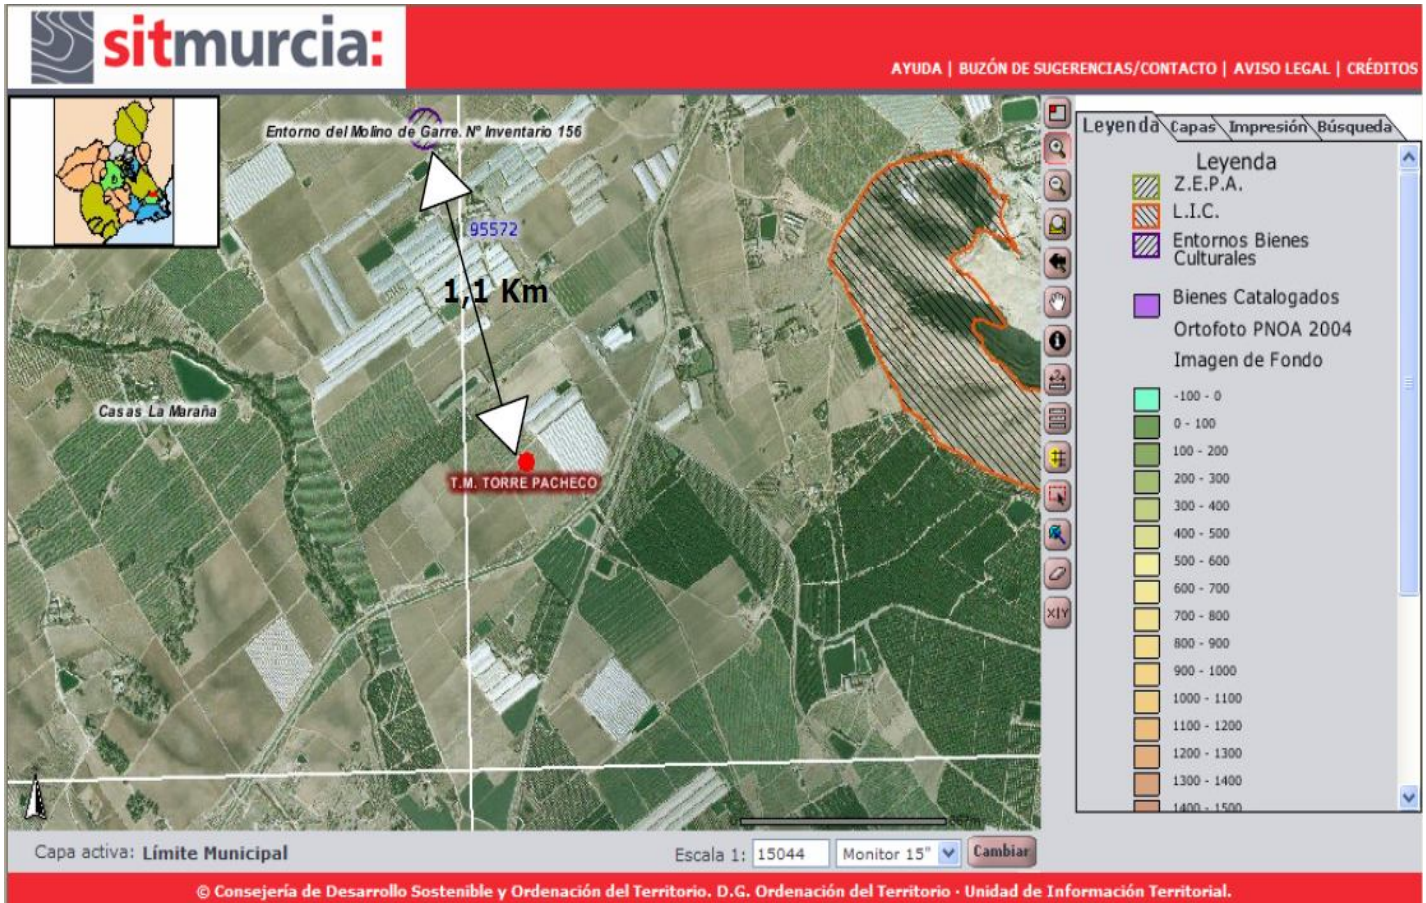 sitmurcia:
AYUDA | BUZÓN DE SUGERENCIAS/CONTACTO | AVISO LEGAL | CRÉDITOS
Entorno del Molino de Garre. Nº Inventario 156
95572
1,1 Km
Casas La Maraña
T.M. TORRE PACHECO
Leyenda
Capas
Impresión
Búsqueda
Leyenda
Z.E.P.A.
L.I.C.
Entornos Bienes
Culturales
Bienes Catalogados
Ortofoto PNOA 2004
Imagen de Fondo
-100 - 0
0 - 100
100 - 200
200 - 300
300 - 400
400 - 500
500 - 600
600 - 700
700 - 800
800 - 900
900 - 1000
1000 - 1100
1100 - 1200
1200 - 1300
1300 - 1400
1400 - 1500
X|Y
Capa activa: Límite Municipal
Escala 1: 15044
Monitor 15"
Cambiar
© Consejería de Desarrollo Sostenible y Ordenación del Territorio. D.G. Ordenación del Territorio · Unidad de Información Territorial.